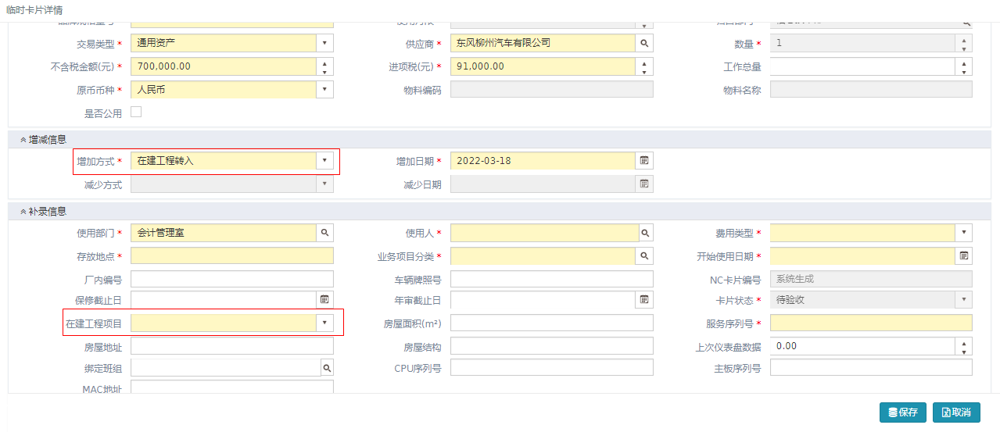 临时卡片详情
交易类型 * 通用资产 供应商 * 东风柳州汽车有限公司 数量 * 1
不含税金额(元) * 700,000.00 进项税(元) * 91,000.00 工作总量
原币币种 * 人民币 物料编码 物料名称
是否公用
增减信息
增加方式 * 在建工程转入 增加日期 * 2022-03-18
减少方式 减少日期
补录信息
使用部门 * 会计管理室 使用人 * 费用类型 *
存放地点 * 业务项目分类 * 开始使用日期 *
厂内编号 车辆牌照号 NC卡片编号 系统生成
保修截止日 年审截止日 卡片状态 * 待验收
在建工程项目 房屋面积(m²) 服务序列号 *
房屋地址 房屋结构 上次仪表盘数据 0.00
绑定班组 CPU序列号 主板序列号
MAC地址
保存 取消